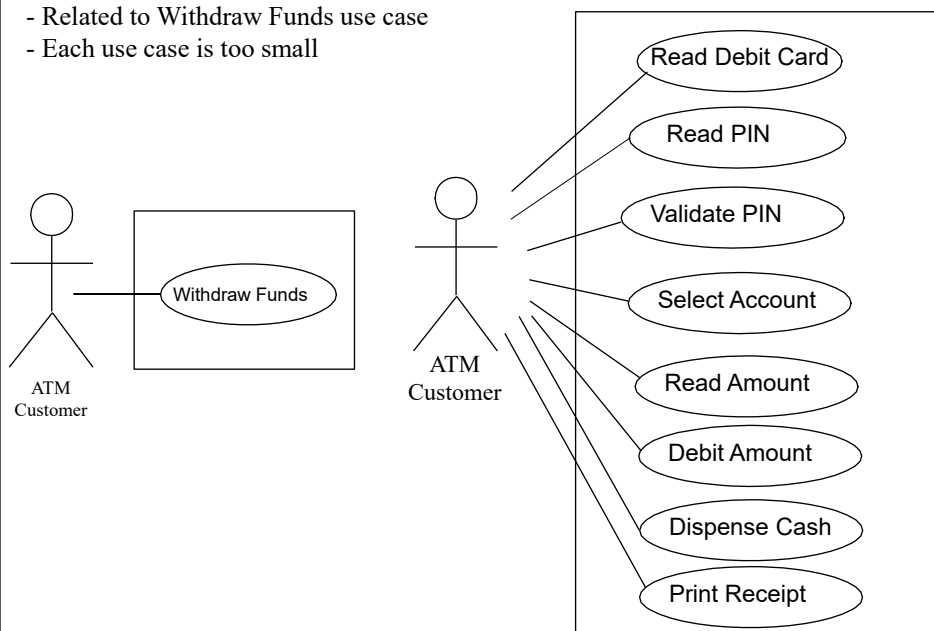 - Related to Withdraw Funds use case
- Each use case is too small
Withdraw Funds
ATM
Customer
ATM
Customer
Read Debit Card
Read PIN
Validate PIN
Select Account
Read Amount
Debit Amount
Dispense Cash
Print Receipt